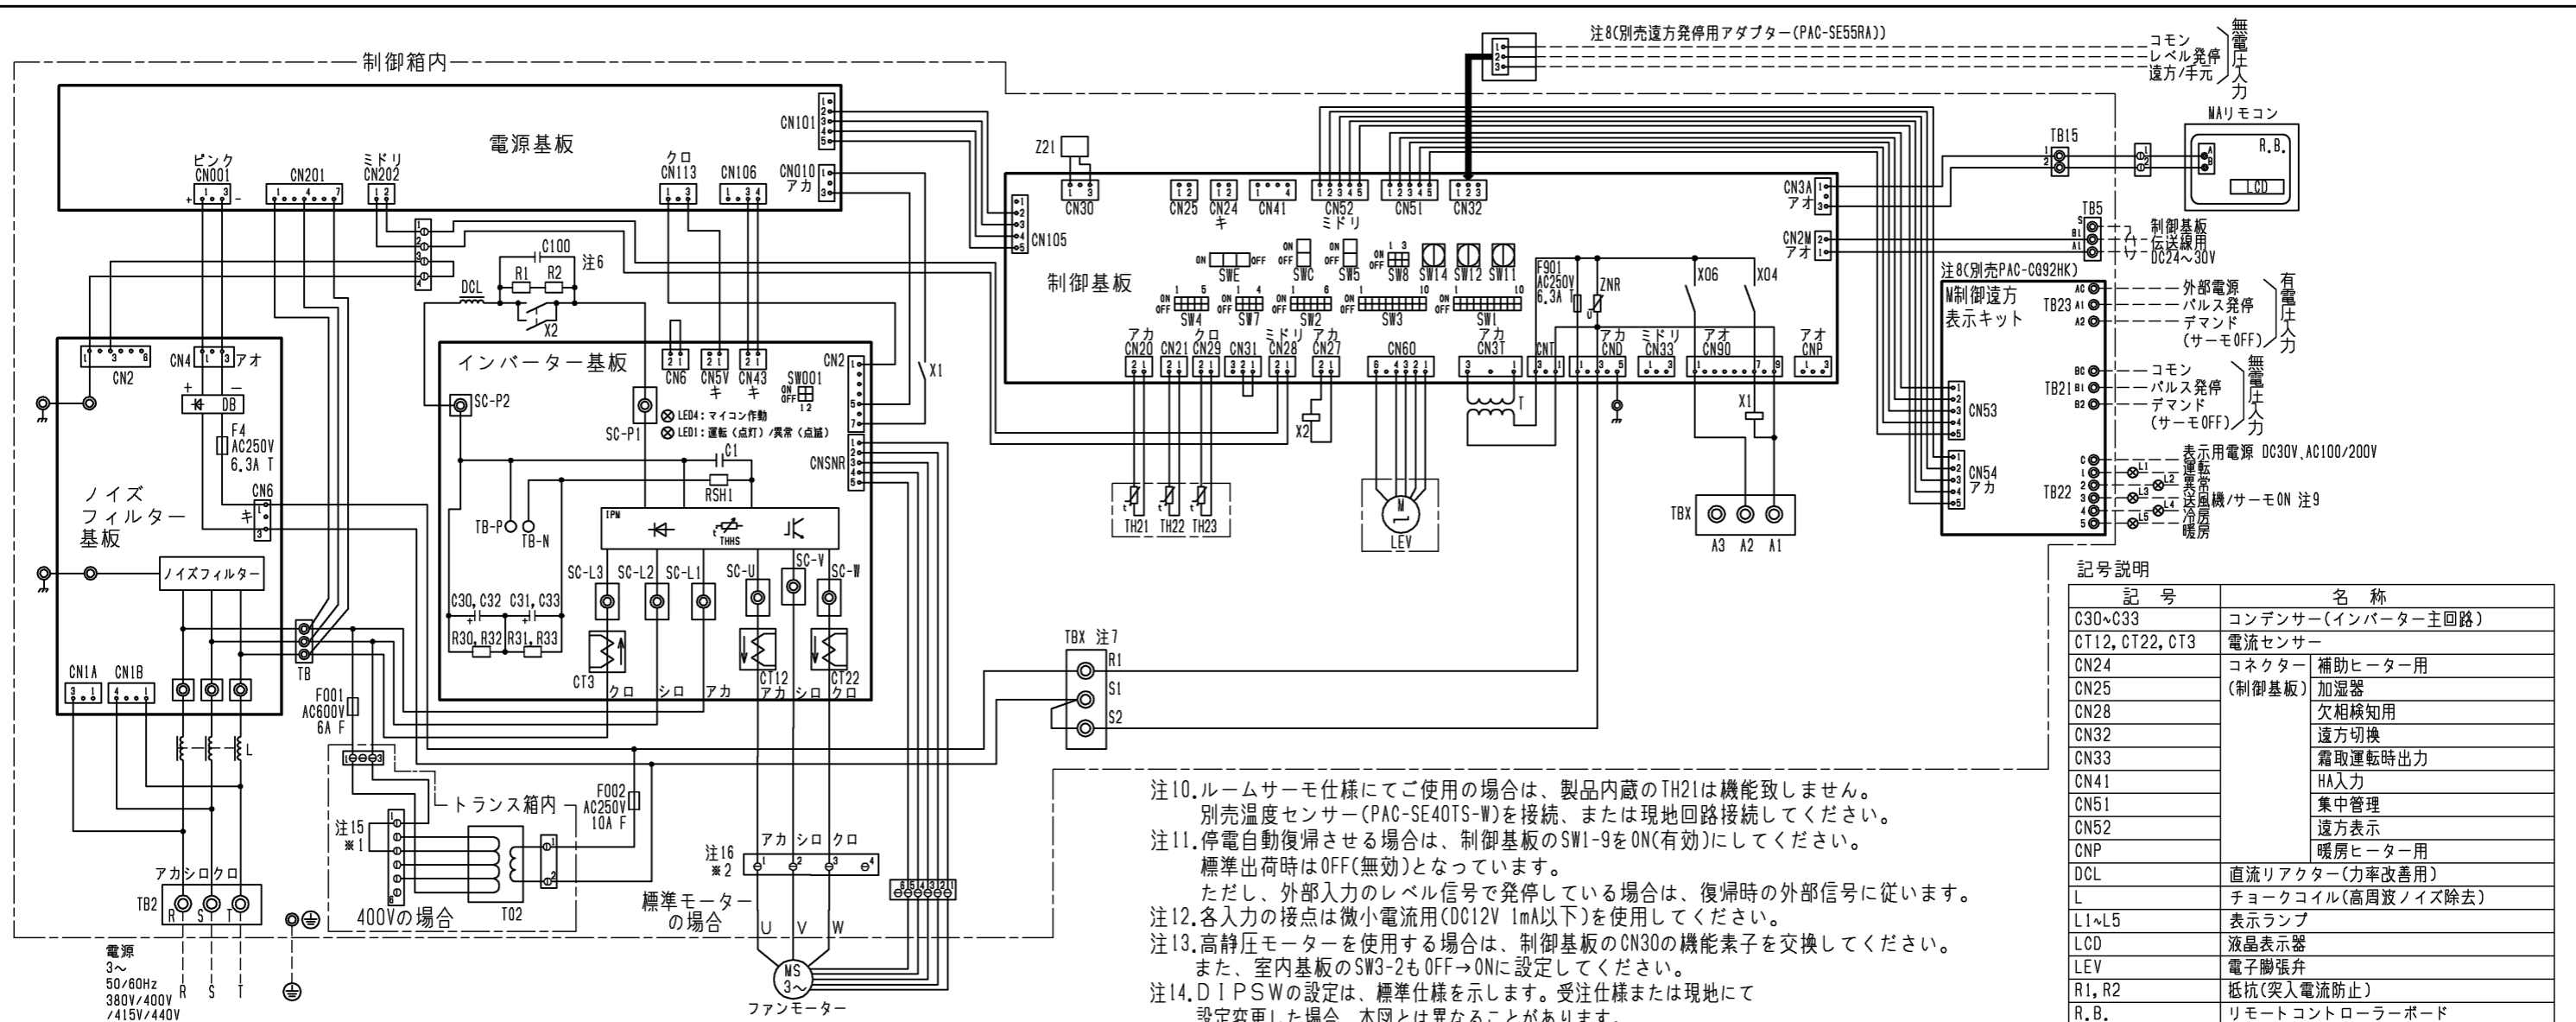 注8(別売遠方発停用アダプター(PAC-SE55RA))
コモン
レベル発停
遠方/手元
無電圧入力
制御箱内
MAリモコン
R.B.
LCD
TB15
電源基板
CN101
CN010
アカ
ピンク
CN001
CN201
ミドリ
CN202
クロ
CN113
CN106
Z21
CN30
CN25
CN24
キ
CN41
CN52
ミドリ
CN51
CN32
CN3A
アオ
CN2M
アオ
CN105
制御基板
TB5
S
B1
A1
制御基板
伝送線用
DC24~30V
ON OFF
SWE
SWC
SW5
SW8
SW14
SW12
SW11
SW4
SW7
SW2
SW3
SW1
F901
AC250V
6.3A T
ZNR
X06
X04
アカ
CN20
CN21
クロ
CN29
CN31
ミドリ
CN28
アカ
CN27
CN60
アカ
CN3T
CNT
アカ
CND
ミドリ
CN33
アオ
CN90
アオ
CNP
X2
T
X1
TH21
TH22
TH23
M
LEV
TBX
A3 A2 A1
注8(別売PAC-CG92HK)
M制御遠方
表示キット
TB23
AC
A1
A2
外部電源
パルス発停
デマンド
(サーモOFF)
有電圧入力
TB21
BC
B1
B2
コモン
パルス発停
デマンド
(サーモOFF)
無電圧入力
CN53
CN54
アカ
TB22
表示用電源 DC30V、AC100/200V
L1 運転
L2 異常
L3 送風機/サーモON 注9
L4 冷房
L5 暖房
C100
注6
R1 R2
DCL
X2
CN2
CN4
アオ
DB
F4
AC250V
6.3A T
CN6
キ
ノイズ
フィルター
基板
ノイズフィルター
CN1A
CN1B
TB
F001
AC600V
6A F
L
アカシロクロ
TB2
R S T
電源
3~
50/60Hz
380V/400V
/415V/440V
R S T
インバーター基板
CN6
CN5V
キ
CN43
キ
SW001
ON
OFF
CN2
X1
SC-P2
SC-P1
LED4:マイコン作動
LED1:運転(点灯)/異常(点滅)
C1
CNSNR
RSH1
TB-P
TB-N
IPM
THHS
SC-L3
SC-L2
SC-L1
SC-U
SC-V
SC-W
C30,C32
C31,C33
R30,R32
R31,R33
CT3
CT12
CT22
クロ
シロ
アカ
アカ
シロ
クロ
TBX 注7
R1
S1
S2
注15
※1
トランス箱内
400Vの場合
T02
F002
AC250V
10A F
アカ シロ クロ
注16
※2
標準モーター
の場合
U V W
MS
3~
ファンモーター
注10.ルームサーモ仕様にてご使用の場合は、製品内蔵のTH21は機能致しません。
別売温度センサー(PAC-SE40TS-W)を接続、または現地回路接続してください。
注11.停電自動復帰させる場合は、制御基板のSW1-9をON(有効)にしてください。
標準出荷時はOFF(無効)となっています。
ただし、外部入力のレベル信号で発停している場合は、復帰時の外部信号に従います。
注12.各入力の接点は微小電流用(DC12V 1mA以下)を使用してください。
注13.高静圧モーターを使用する場合は、制御基板のCN30の機能素子を交換してください。
また、室内基板のSW3-2もOFF→ONに設定してください。
注14.DIPSWの設定は、標準仕様を示します。受注仕様または現地にて
設定変更した場合、本図とは異なることがあります。
記号説明
記 号 名 称
C30~C33 コンデンサー(インバーター主回路)
CT12,CT22,CT3 電流センサー
CN24 コネクター 補助ヒーター用
CN25 (制御基板) 加湿器
CN28 欠相検知用
CN32 遠方切換
CN33 霜取運転時出力
CN41 HA入力
CN51 集中管理
CN52 遠方表示
CNP 暖房ヒーター用
DCL 直流リアクター(力率改善用)
L チョークコイル(高周波ノイズ除去)
L1~L5 表示ランプ
LCD 液晶表示器
LEV 電子膨張弁
R1,R2 抵抗(突入電流防止)
R.B. リモートコントローラーボード